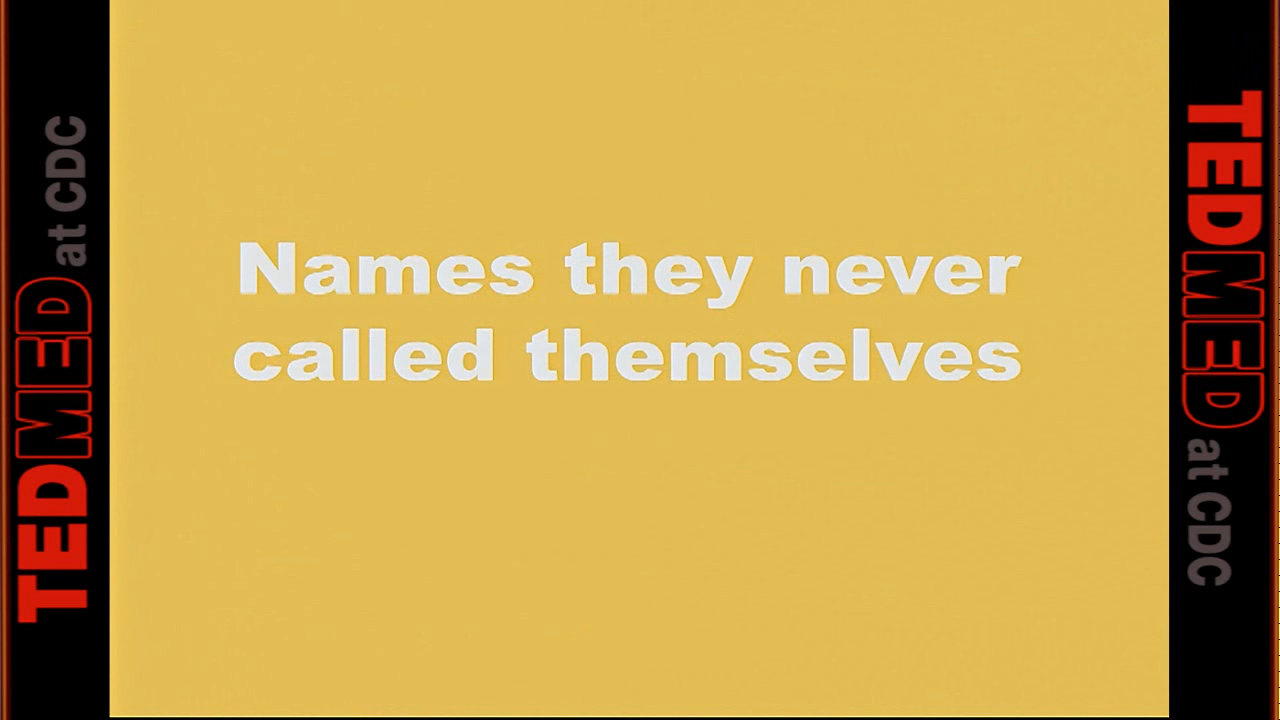 TEDMED at CDC
Names they never
called themselves
TEDMED at CDC